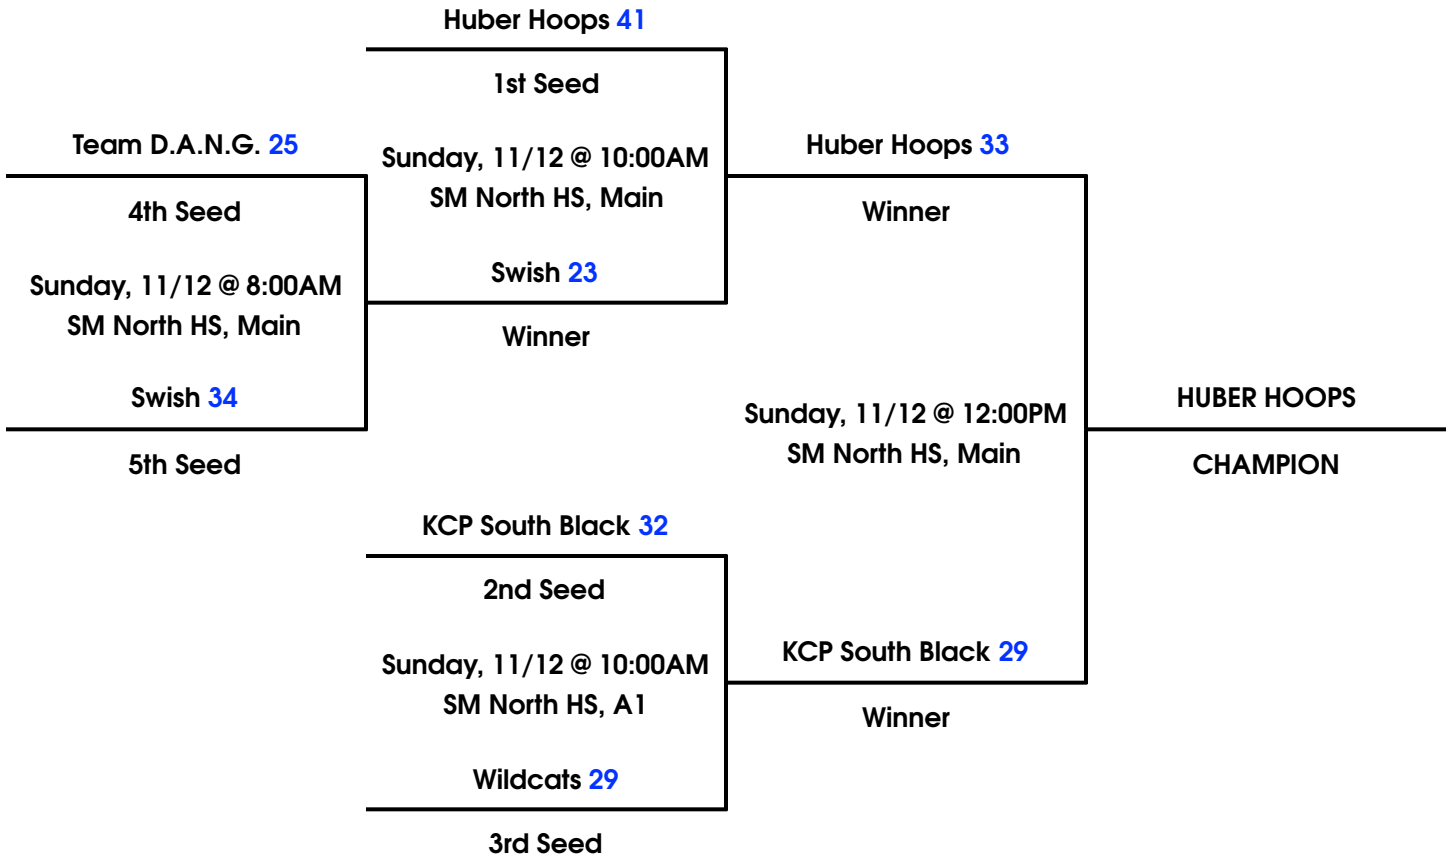 Huber Hoops 41
1st Seed
Team D.A.N.G. 25
Sunday, 11/12 @ 10:00AM
SM North HS, Main
Huber Hoops 33
4th Seed
Winner
Sunday, 11/12 @ 8:00AM
SM North HS, Main
Swish 23
Winner
Swish 34
5th Seed
Sunday, 11/12 @ 12:00PM
SM North HS, Main
HUBER HOOPS
CHAMPION
KCP South Black 32
2nd Seed
Sunday, 11/12 @ 10:00AM
SM North HS, A1
KCP South Black 29
Winner
Wildcats 29
3rd Seed